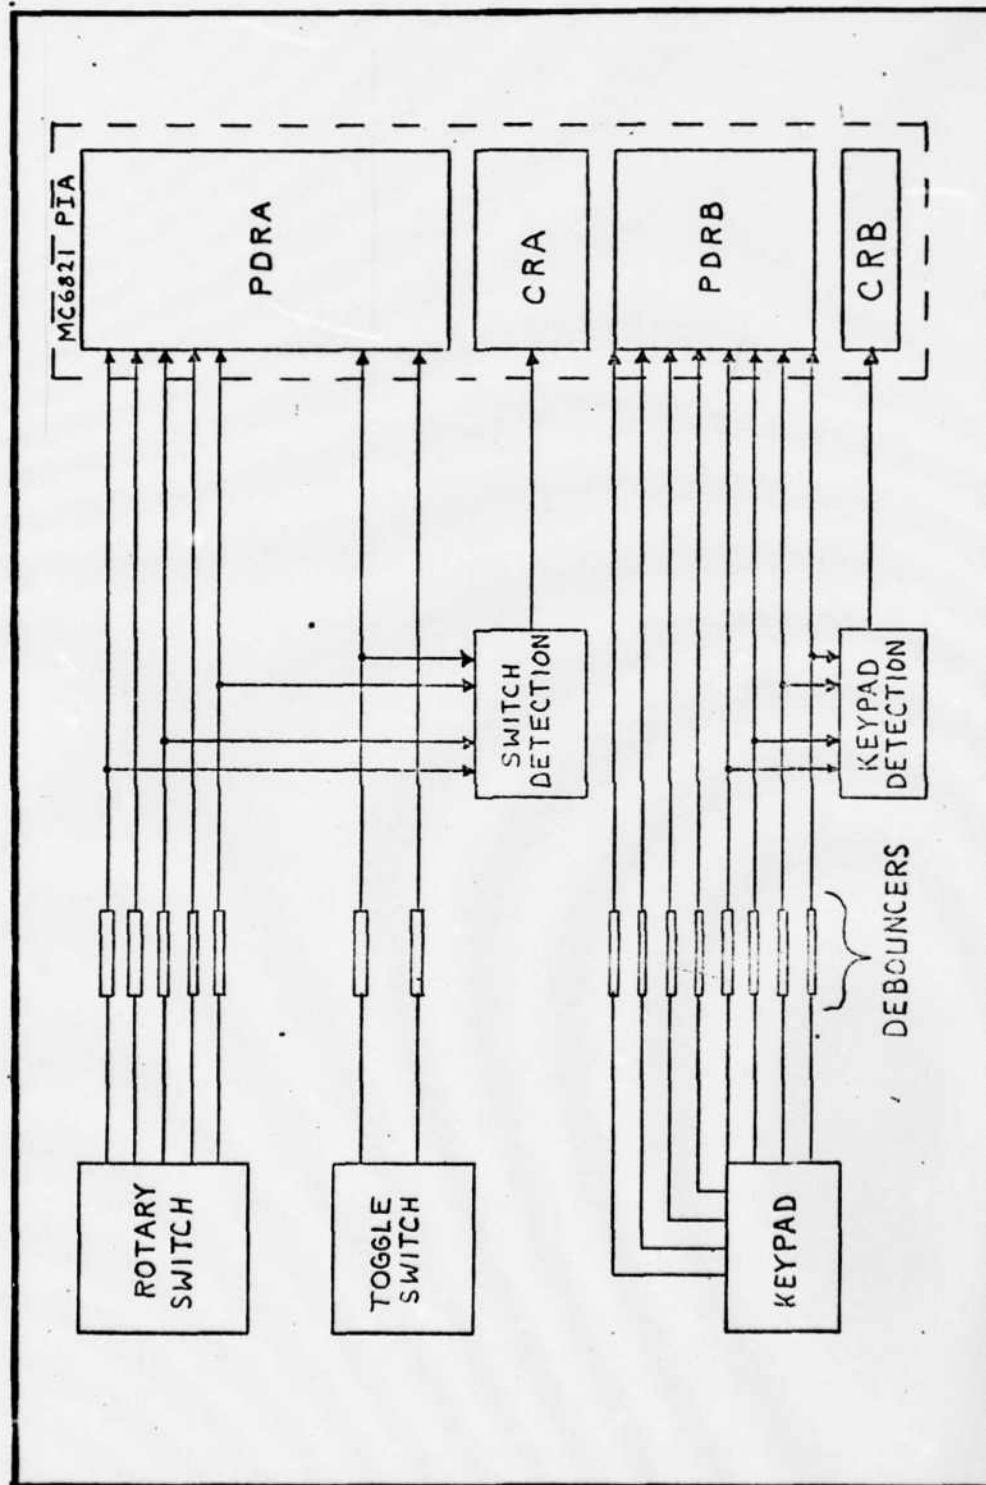 MC6821 PIA
PDRA
CRA
PDRB
CRB
SWITCH
DETECTION
KEYPAD
DETECTION
DEBOUNCERS
ROTARY
SWITCH
TOGGLE
SWITCH
KEYPAD